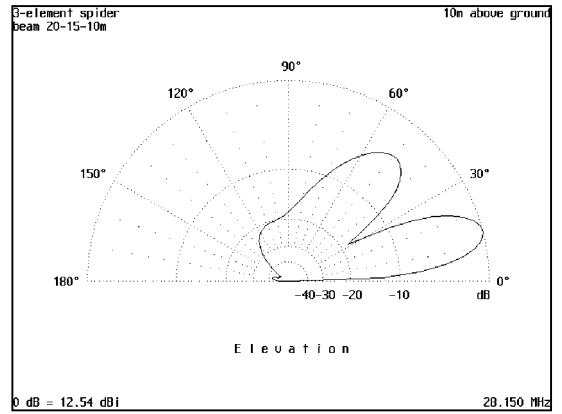 3-element spider
beam 20-15-10m
10m above ground
90°
120°
60°
150°
30°
180°
0°
-40-30 -20 -10 dB
Elevation
0 dB = 12.54 dBi
28.150 MHz